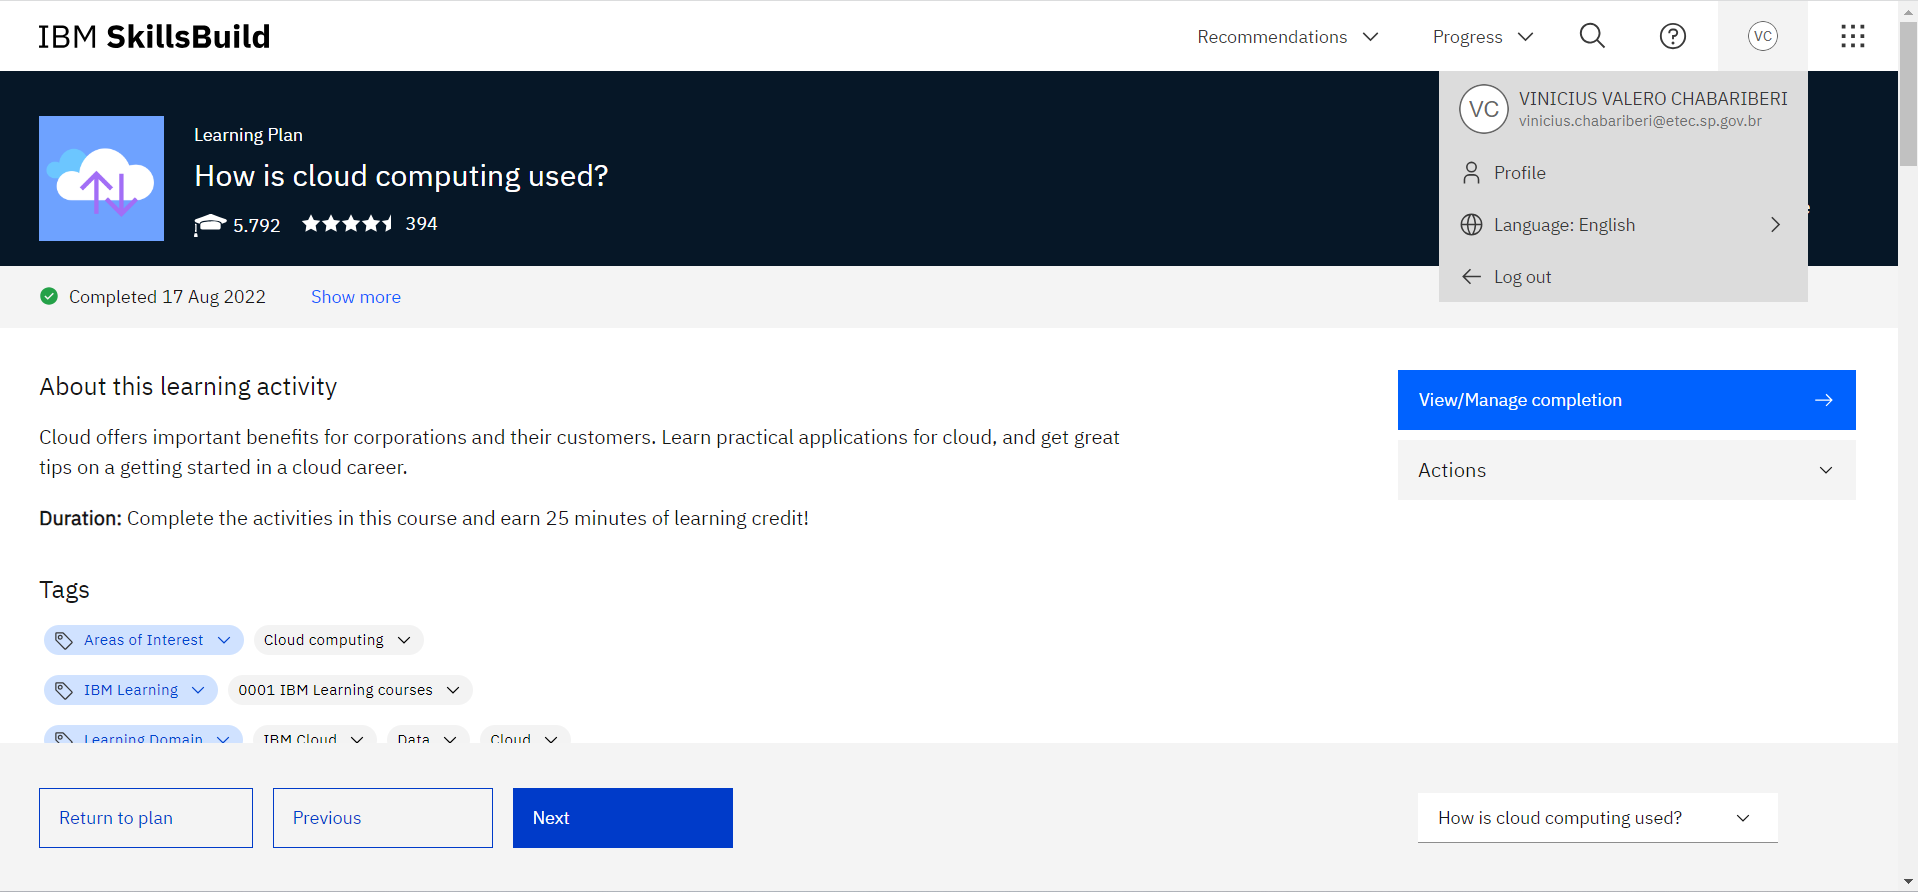 IBM SkillsBuild
Recommendations
Progress
VC
VC
VINICIUS VALERO CHABARIBERI
vinicius.chabariberi@etec.sp.gov.br
Profile
Language: English
Log out
Learning Plan
How is cloud computing used?
5.792
394
Completed 17 Aug 2022
Show more
About this learning activity
Cloud offers important benefits for corporations and their customers. Learn practical applications for cloud, and get great
tips on a getting started in a cloud career.
Duration: Complete the activities in this course and earn 25 minutes of learning credit!
View/Manage completion
Actions
Tags
Areas of Interest
Cloud computing
IBM Learning
0001 IBM Learning courses
Learning Domain
IBM Cloud
Data
Cloud
Return to plan
Previous
Next
How is cloud computing used?